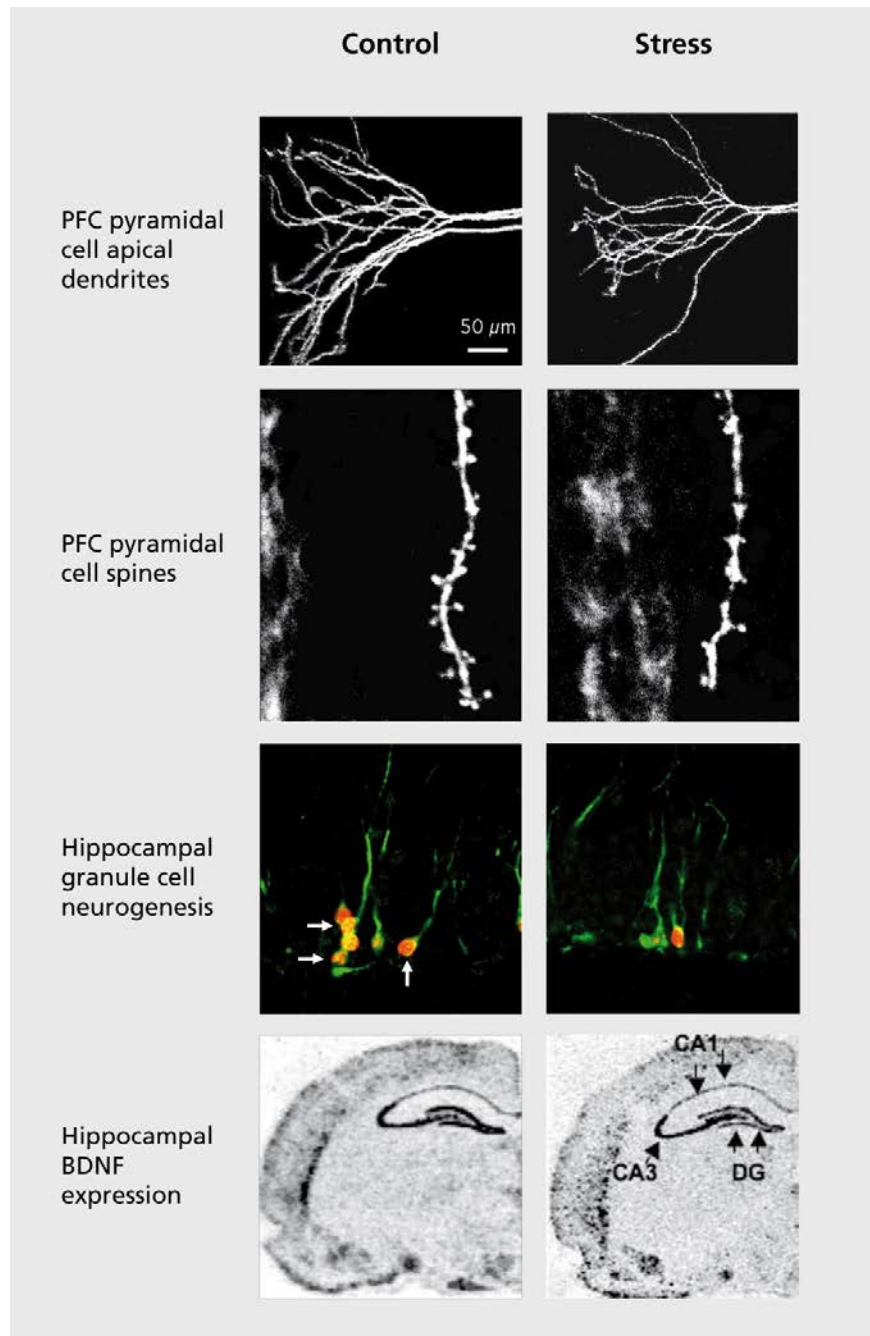 Control
Stress
PFC pyramidal
cell apical
dendrites
50 µm
PFC pyramidal
cell spines
Hippocampal
granule cell
neurogenesis
Hippocampal
BDNF
expression
CA1
CA3
DG